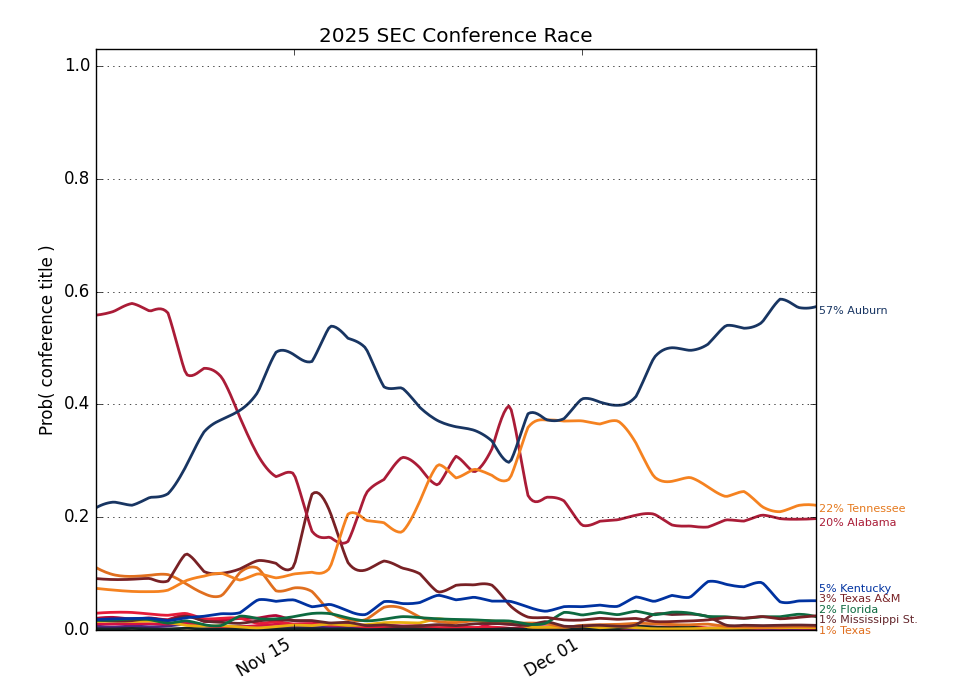 2025 SEC Conference Race
Prob( conference title )
1.0
0.8
0.6
0.4
0.2
0.0
Nov 15
Dec 01
57% Auburn
22% Tennessee
20% Alabama
5% Kentucky
3% Texas A&M
2% Florida
1% Mississippi St.
1% Texas